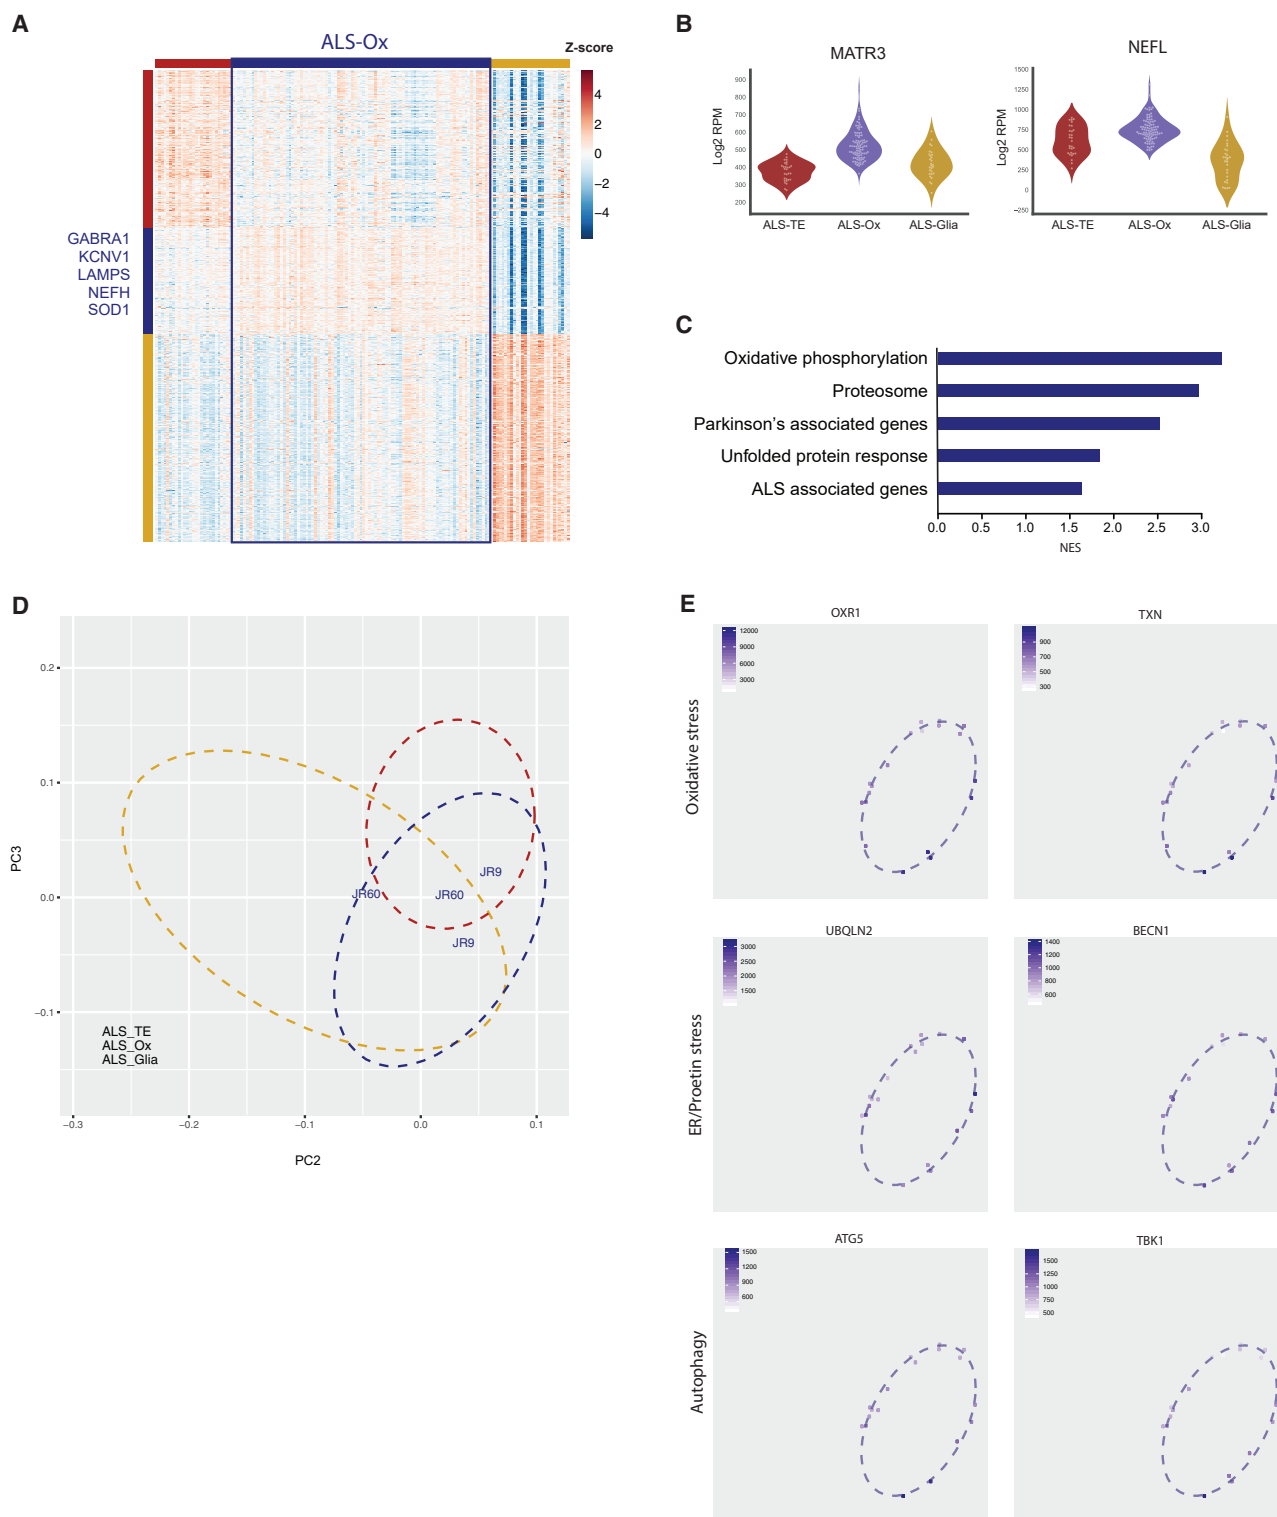 A
ALS-Ox
Z-score
4
2
0
−2
−4
GABRA1
KCNV1
LAMPS
NEFH
SOD1
B
MATR3
Log2 RPM
900
800
700
600
500
400
300
200
ALS-TE
ALS-Ox
ALS-Glia
NEFL
Log2 RPM
1500
1250
1000
750
500
250
0
−250
ALS-TE
ALS-Ox
ALS-Glia
C
Oxidative phosphorylation
Proteosome
Parkinson's associated genes
Unfolded protein response
ALS associated genes
0.0 0.5 1.0 1.5 2.0 2.5 3.0
NES
D
PC3
0.2
0.1
0.0
−0.1
JR9
JR60
JR60
JR9
ALS_TE
ALS_Ox
ALS_Glia
−0.3 −0.2 −0.1 0.0 0.1
PC2
E
Oxidative stress
OXR1
12000
9000
6000
3000
TXN
900
700
500
300
ER/Proetin stress
UBQLN2
3000
2500
2000
1500
BECN1
1400
1200
1000
800
600
Autophagy
ATG5
1500
1200
900
600
TBK1
1500
1000
750
500